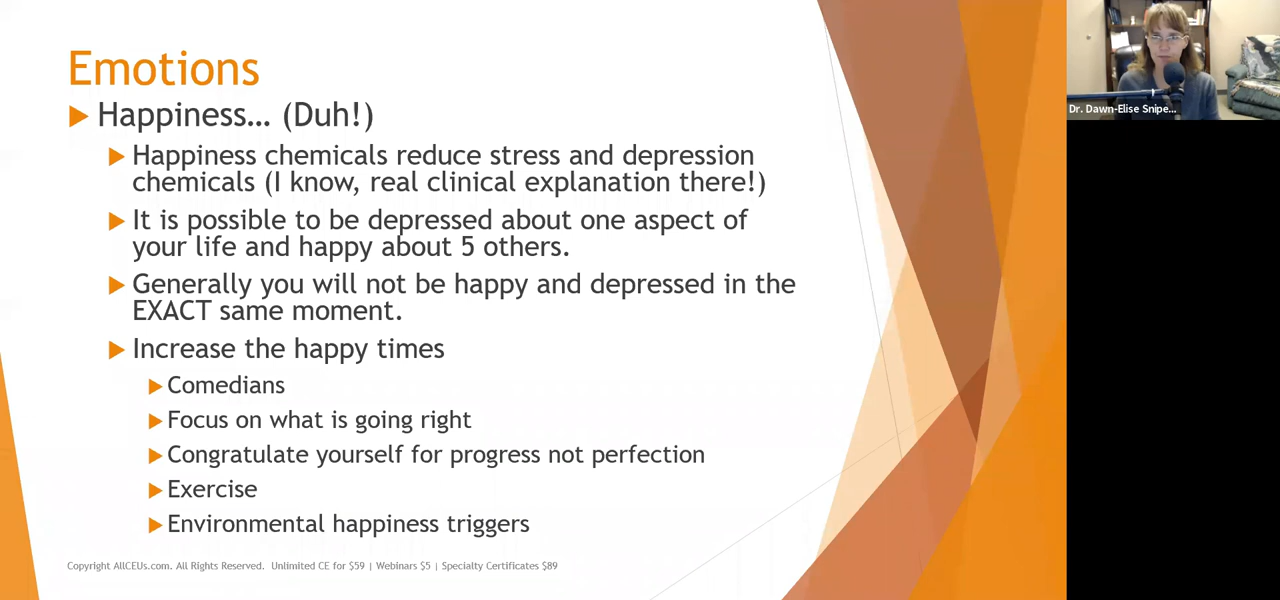 Emotions
Happiness... (Duh!)
Happiness chemicals reduce stress and depression
chemicals (I know, real clinical explanation there!)
It is possible to be depressed about one aspect of
your life and happy about 5 others.
Generally you will not be happy and depressed in the
EXACT same moment.
Increase the happy times
Comedians
Focus on what is going right
Congratulate yourself for progress not perfection
Exercise
Environmental happiness triggers
Copyright AllCEUs.com. All Rights Reserved. Unlimited CE for $59 | Webinars $5 | Specialty Certificates $89
Dr. Dawn-Elise Snipe...